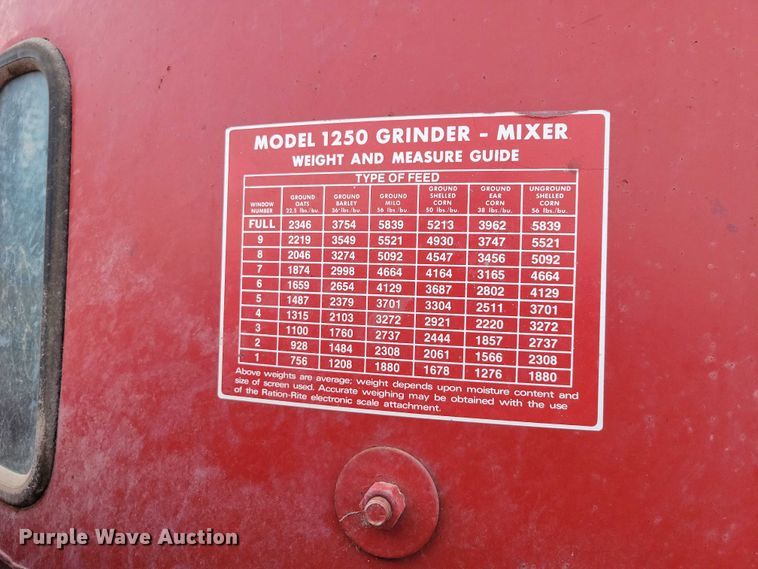 MODEL 1250 GRINDER - MIXER
WEIGHT AND MEASURE GUIDE
TYPE OF FEED
WINDOW NUMBER GROUND OATS 22.5 lbs./bu. GROUND BARLEY 36 lbs./bu. GROUND MILO 56 lbs./bu. GROUND SHELLED CORN 50 lbs./bu. GROUND EAR CORN 38 lbs./bu. UNGROUND SHELLED CORN 56 lbs./bu.
FULL 2346 3754 5839 5213 3962 5839
9 2219 3549 5521 4930 3747 5521
8 2046 3274 5092 4547 3456 5092
7 1874 2998 4664 4164 3165 4664
6 1659 2654 4129 3687 2802 4129
5 1487 2379 3701 3304 2511 3701
4 1315 2103 3272 2921 2220 3272
3 1100 1760 2737 2444 1857 2737
2 928 1484 2308 2061 1566 2308
1 756 1208 1880 1678 1276 1880
Above weights are average; weight depends upon moisture content and
size of screen used. Accurate weighing may be obtained with the use
of the Ration-Rite electronic scale attachment.
Purple Wave Auction